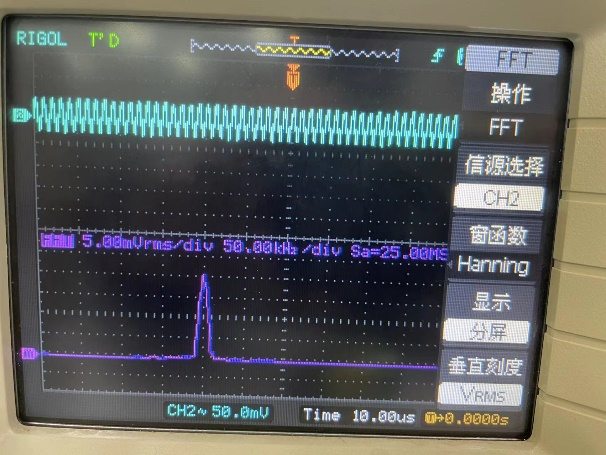 RIGOL T'D
FFT
操作
FFT
信源选择
CH2
5.00mVrms/div 50.00kHz/div Sa=25.00MS
窗函数
Hanning
显示
分屏
垂直刻度
VRMS
CH2~ 50.0mV Time 10.00us 0.0000s